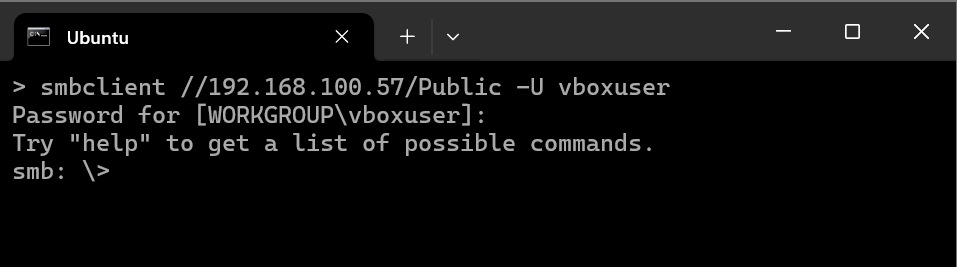 Ubuntu
> smbclient //192.168.100.57/Public -U vboxuser
Password for [WORKGROUP\vboxuser]:
Try "help" to get a list of possible commands.
smb: \>